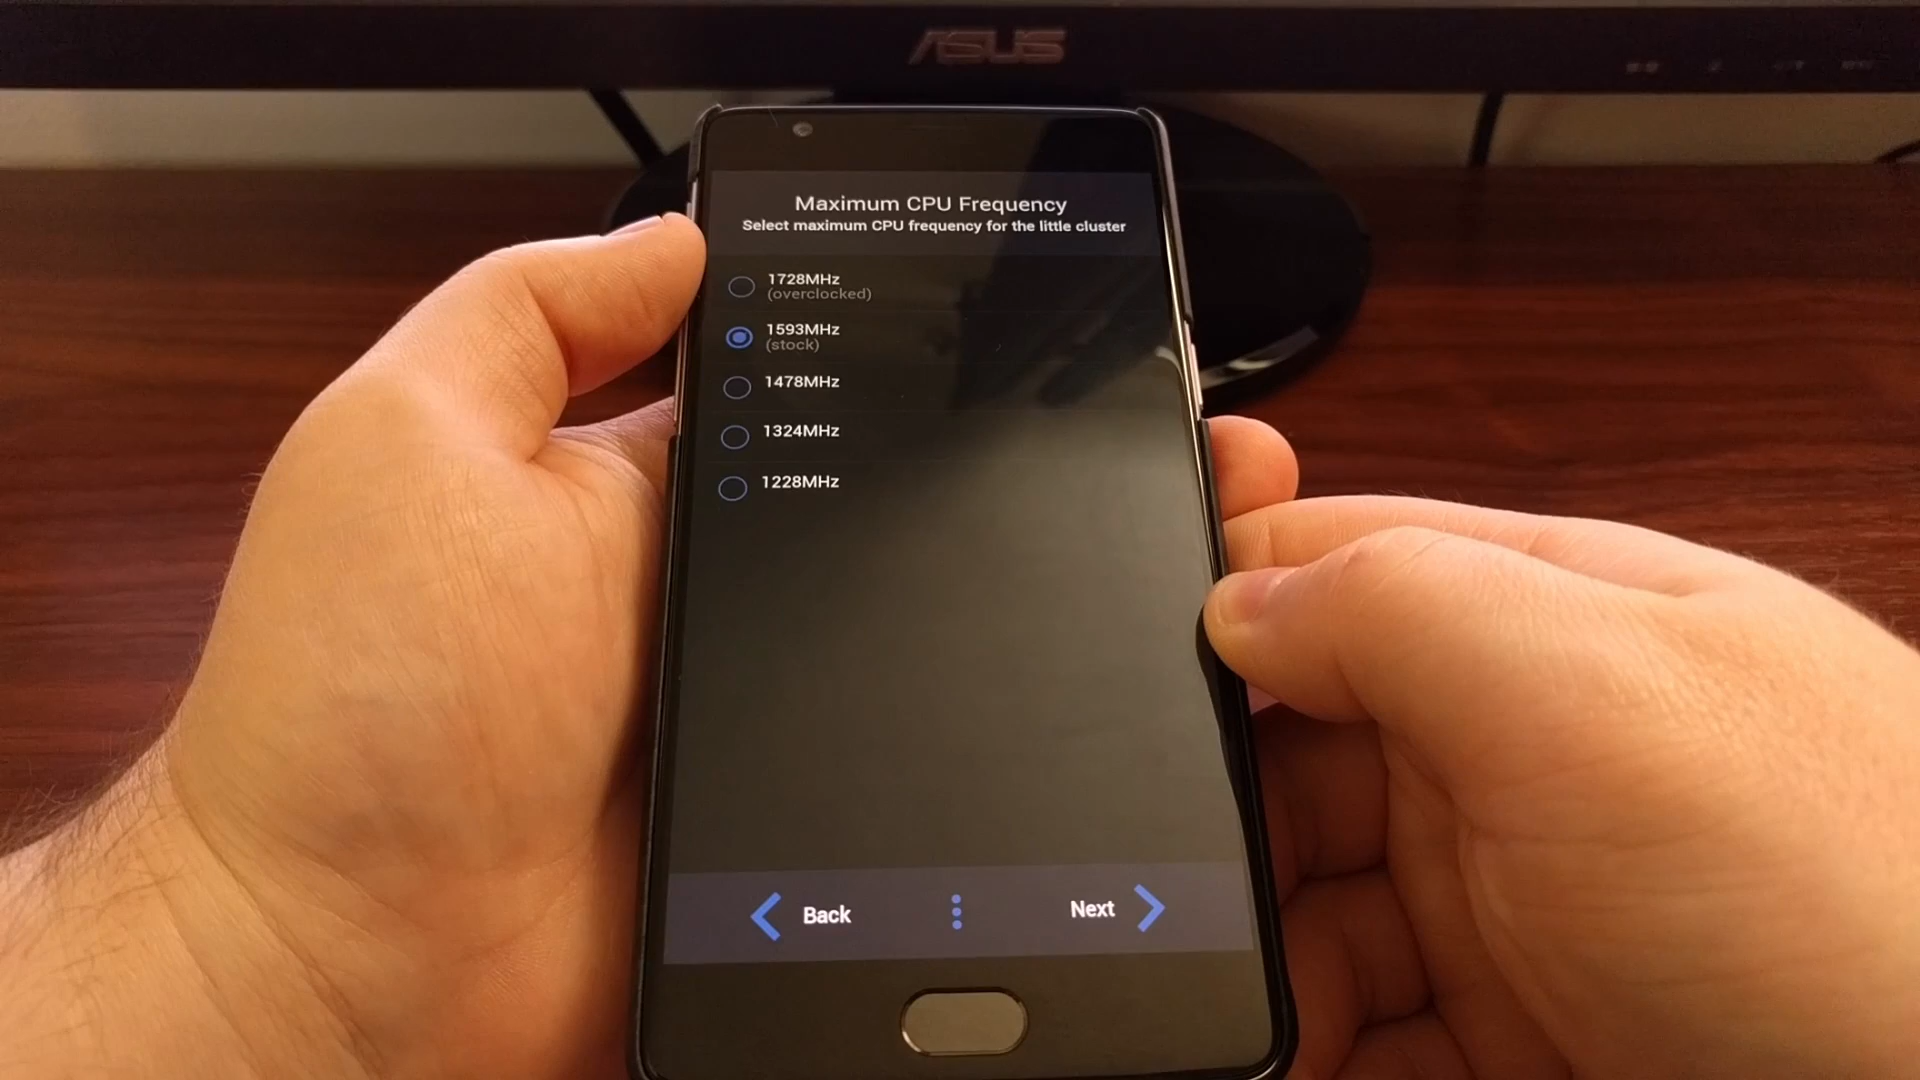 ASUS
Maximum CPU Frequency
Select maximum CPU frequency for the little cluster
1728MHz
(overclocked)
1593MHz
(stock)
1478MHz
1324MHz
1228MHz
Back
Next